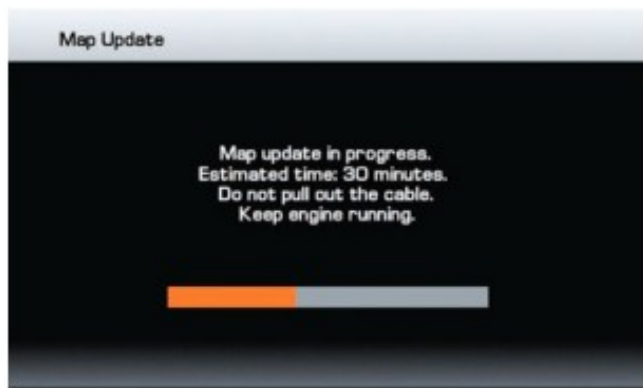 Map Update
Map update in progress.
Estimated time: 30 minutes.
Do not pull out the cable.
Keep engine running.